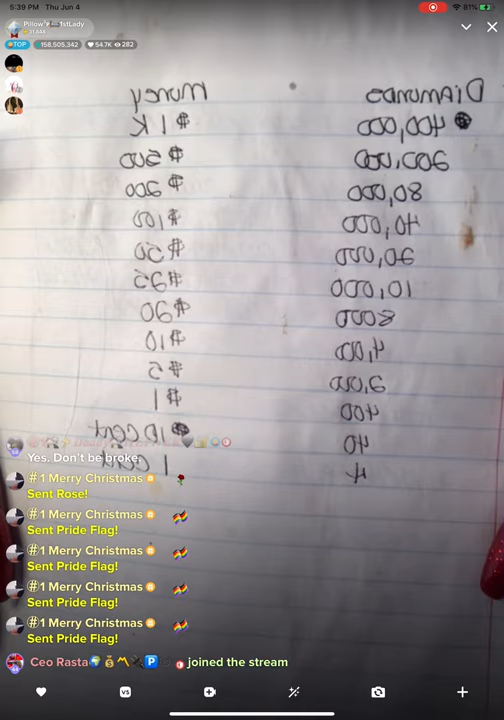 5:39 PM Thu Jun 4
81%
Pillow
1stLady
TOP 158,505,342 54.7K 282
DiAmonds Money
400,000 $1K
200,000 $500
80,000 $200
40,000 $100
20,000 $50
10,000 $25
8000 $20
4,000 $10
2,000 $5
400 $1
40 10 cent
4 1 cent
Yes. Don't be broke
#1 Merry Christmas
Sent Rose!
#1 Merry Christmas
Sent Pride Flag!
#1 Merry Christmas
Sent Pride Flag!
#1 Merry Christmas
Sent Pride Flag!
#1 Merry Christmas
Sent Pride Flag!
Ceo Rasta🌍💰〽️🔌🅿️ joined the stream
VS